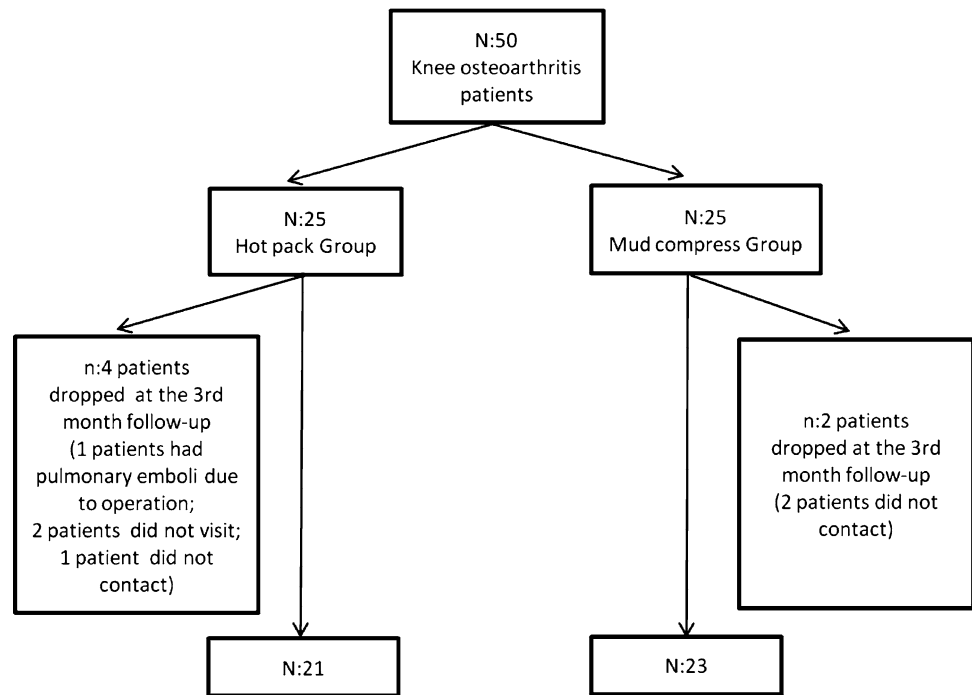 N:50
Knee osteoarthritis
patients
N:25
Hot pack Group
N:25
Mud compress Group
n:4 patients
dropped at the 3rd
month follow-up
(1 patients had
pulmonary emboli due
to operation;
2 patients did not visit;
1 patient did not
contact)
n:2 patients
dropped at the 3rd
month follow-up
(2 patients did not
contact)
N:21
N:23